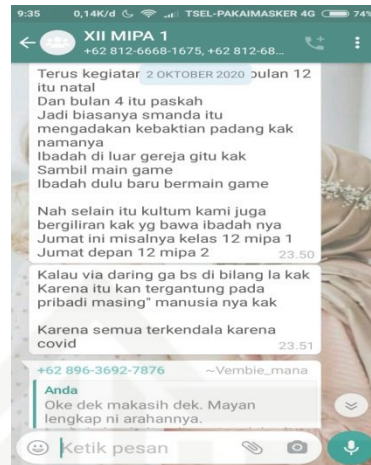 9:35 0,14K/d TSEL-PAKAIMASKER 4G 74%
XII MIPA 1
+62 812-6668-1675, +62 812-68...
2 OKTOBER 2020
Terus kegiatan bulan 12
itu natal
Dan bulan 4 itu paskah
Jadi biasanya smanda itu
mengadakan kebaktian padang kak
namanya
Ibadah di luar gereja gitu kak
Sambil main game
Ibadah dulu baru bermain game
Nah selain itu kultum kami juga
bergiliran kak yg bawa ibadah nya
Jumat ini misalnya kelas 12 mipa 1
Jumat depan 12 mipa 2 23.50
Kalau via daring ga bs di bilang la kak
Karena itu kan tergantung pada
pribadi masing" manusia nya kak
Karena semua terkendala karena
covid 23.51
+62 896-3692-7876 ~Vembie_mana
Anda
Oke dek makasih dek. Mayan
lengkap ni arahannya.
Ketik pesan